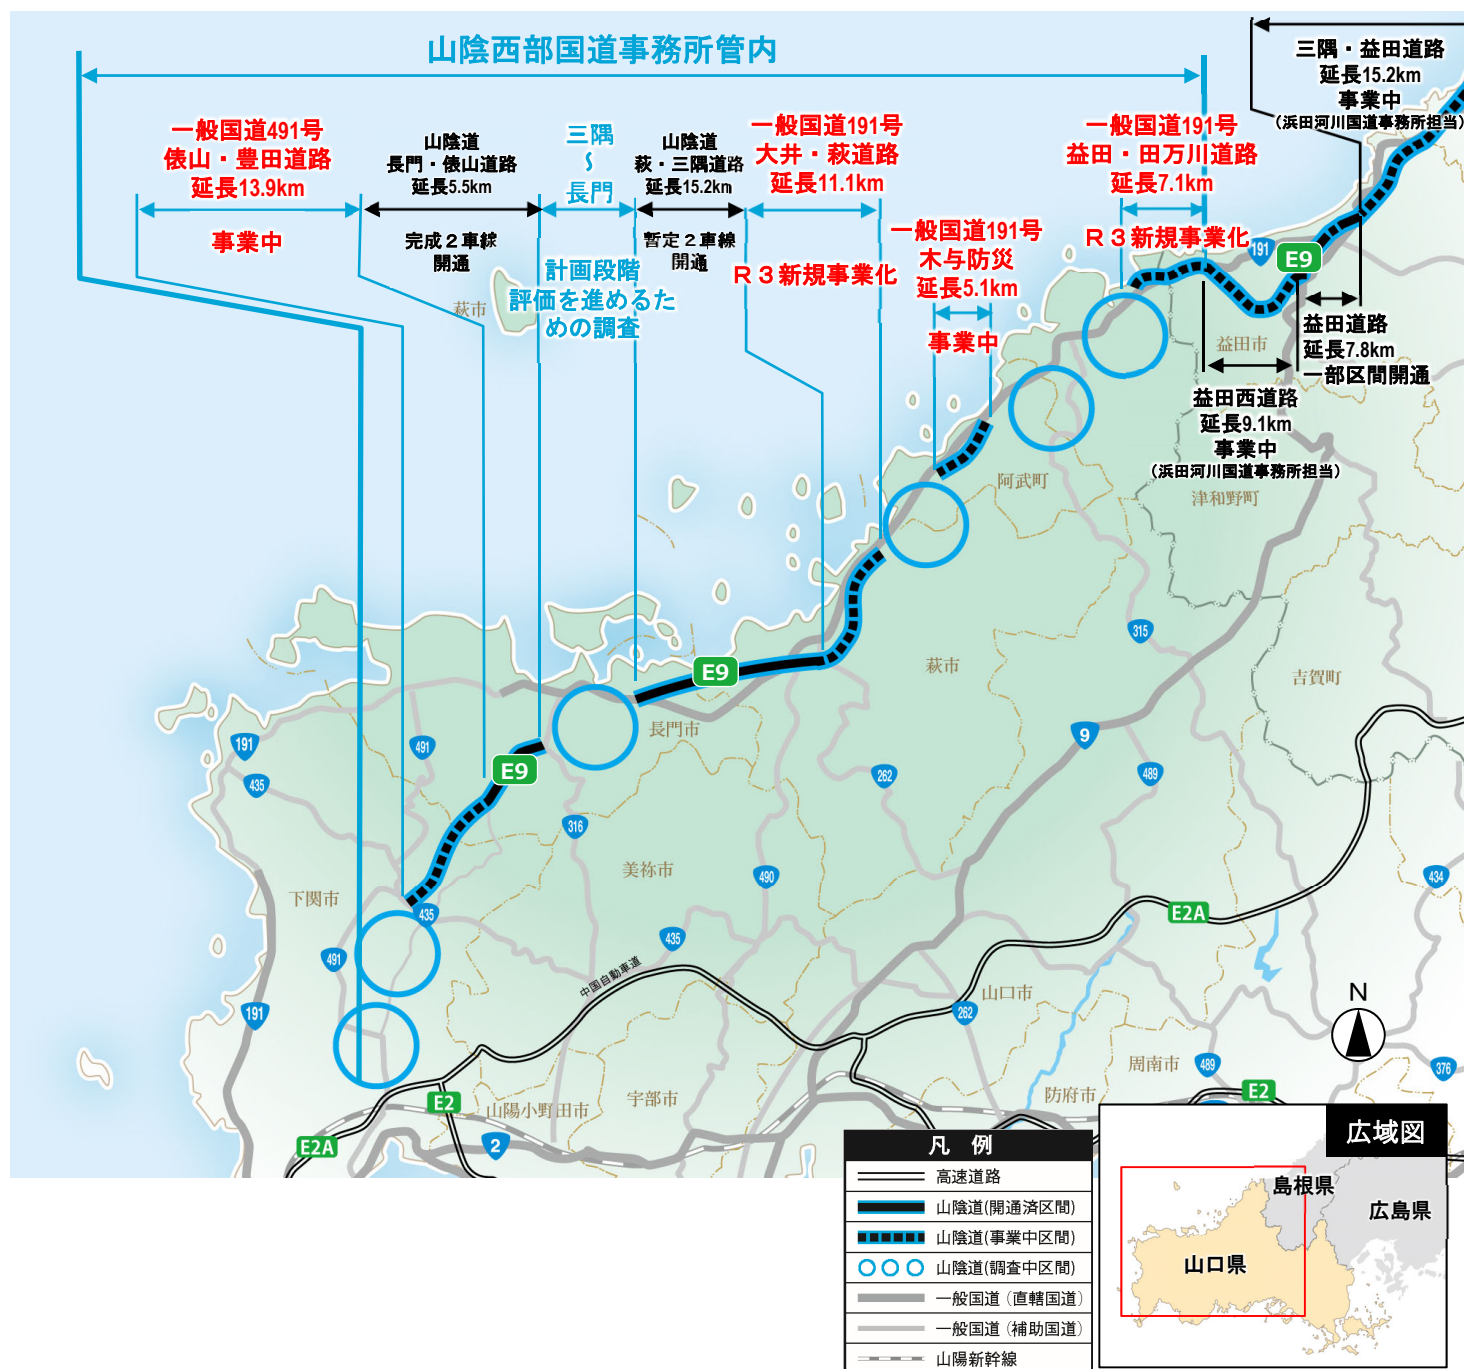 山陰西部国道事務所管内
三隅・益田道路
延長15.2km
事業中
(浜田河川国道事務所担当)
一般国道491号
俵山・豊田道路
延長13.9km
事業中
山陰道
長門・俵山道路
延長5.5km
完成2車線
開通
三隅
~
長門
計画段階
評価を進めるた
めの調査
山陰道
萩・三隅道路
延長15.2km
暫定2車線
開通
一般国道191号
大井・萩道路
延長11.1km
R3新規事業化
一般国道191号
木与防災
延長5.1km
事業中
一般国道191号
益田・田万川道路
延長7.1km
R3新規事業化
191
E9
益田道路
延長7.8km
一部区間開通
益田西道路
延長9.1km
事業中
(浜田河川国道事務所担当)
萩市
益田市
阿武町
津和野町
315
萩市
吉賀町
E9
長門市
9
191
491
E9
435
262
489
316
美祢市
490
434
下関市
435
E2A
435
491
中国自動車道
山口市
191
262
N
周南市
489
376
E2
宇部市
防府市
E2
山陽小野田市
E2A
2
凡 例
高速道路
山陰道(開通済区間)
山陰道(事業中区間)
山陰道(調査中区間)
一般国道(直轄国道)
一般国道(補助国道)
山陽新幹線
広域図
島根県
広島県
山口県